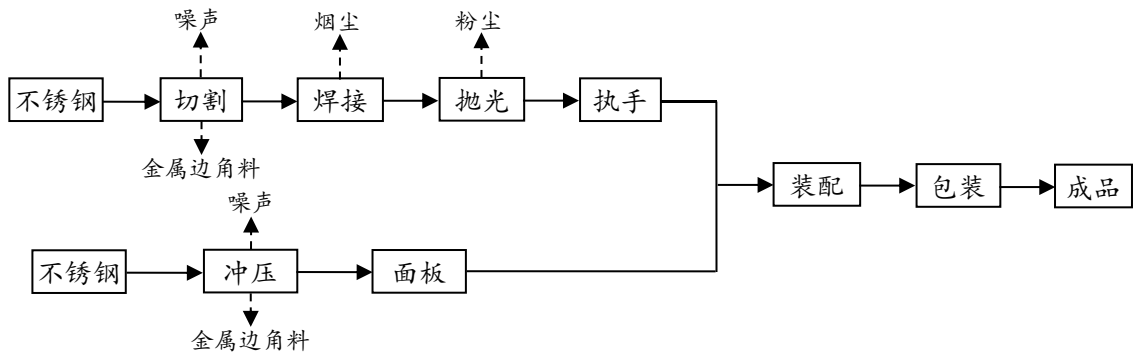 噪声
烟尘
粉尘
不锈钢
切割
焊接
抛光
执手
金属边角料
装配
包装
成品
噪声
不锈钢
冲压
面板
金属边角料